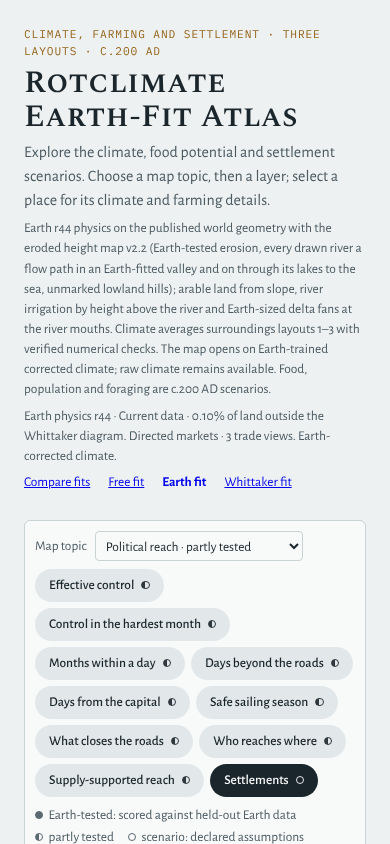 CLIMATE, FARMING AND SETTLEMENT · THREE
LAYOUTS · C.200 AD
ROTCLIMATE
EARTH-FIT ATLAS
Explore the climate, food potential and settlement
scenarios. Choose a map topic, then a layer; select a
place for its climate and farming details.
Earth r44 physics on the published world geometry with the
eroded height map v2.2 (Earth-tested erosion, every drawn river a
flow path in an Earth-fitted valley and on through its lakes to the
sea, unmarked lowland hills); arable land from slope, river
irrigation by height above the river and Earth-sized delta fans at
the river mouths. Climate averages surroundings layouts 1–3 with
verified numerical checks. The map opens on Earth-trained
corrected climate; raw climate remains available. Food,
population and foraging are c.200 AD scenarios.
Earth physics r44 · Current data · 0.10% of land outside the
Whittaker diagram. Directed markets · 3 trade views. Earth-
corrected climate.
Compare fits Free fit Earth fit Whittaker fit
Map topic Political reach · partly tested
Effective control ◐
Control in the hardest month ◐
Months within a day ◐ Days beyond the roads ◐
Days from the capital ◐ Safe sailing season ◐
What closes the roads ◐ Who reaches where ◐
Supply-supported reach ◐ Settlements ○
● Earth-tested: scored against held-out Earth data
◐ partly tested ○ scenario: declared assumptions